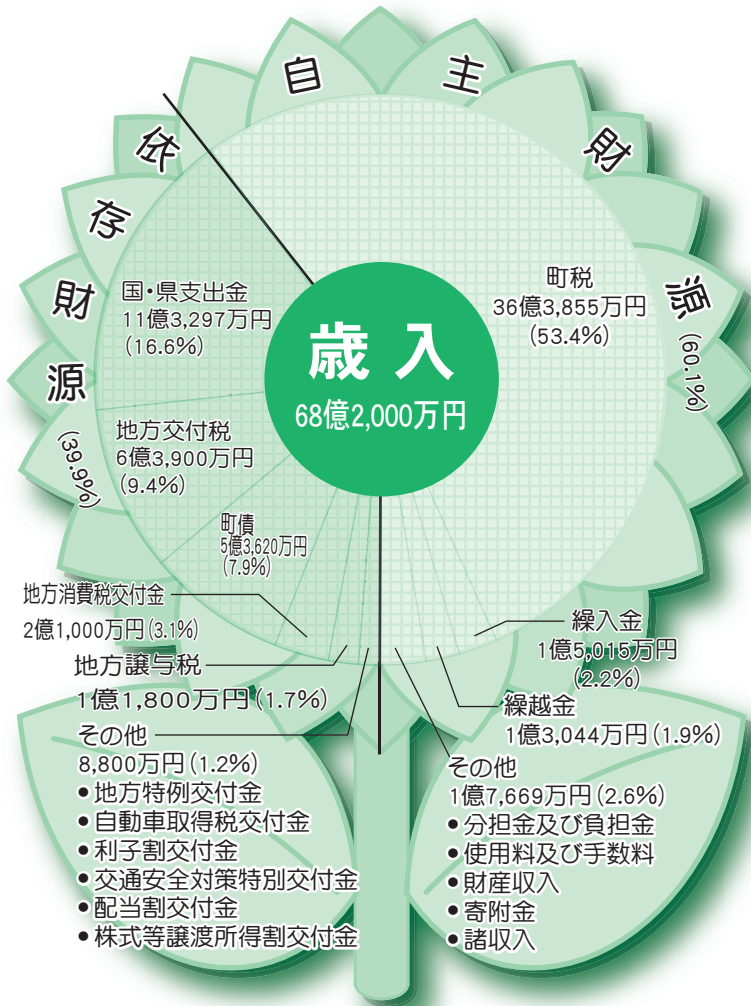 自主財源(60.1%)
依存財源(39.9%)
歳入
68億2,000万円
町税
36億3,855万円
(53.4%)
国・県支出金
11億3,297万円
(16.6%)
地方交付税
6億3,900万円
(9.4%)
町債
5億3,620万円
(7.9%)
地方消費税交付金
2億1,000万円(3.1%)
地方譲与税
1億1,800万円(1.7%)
その他
8,800万円(1.2%)
•地方特例交付金
•自動車取得税交付金
•利子割交付金
•交通安全対策特別交付金
•配当割交付金
•株式等譲渡所得割交付金
繰入金
1億5,015万円
(2.2%)
繰越金
1億3,044万円(1.9%)
その他
1億7,669万円(2.6%)
•分担金及び負担金
•使用料及び手数料
•財産収入
•寄附金
•諸収入